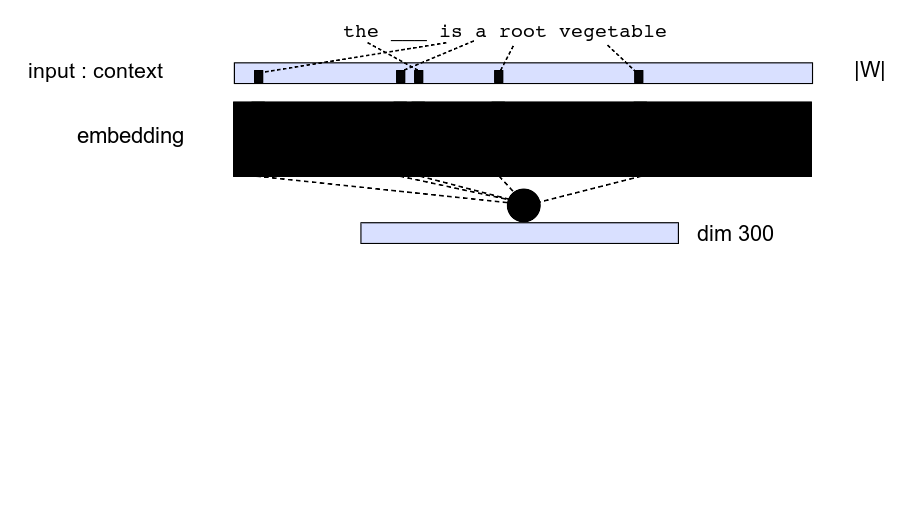 the ___ is a root vegetable
input : context
|W|
embedding
dim 300